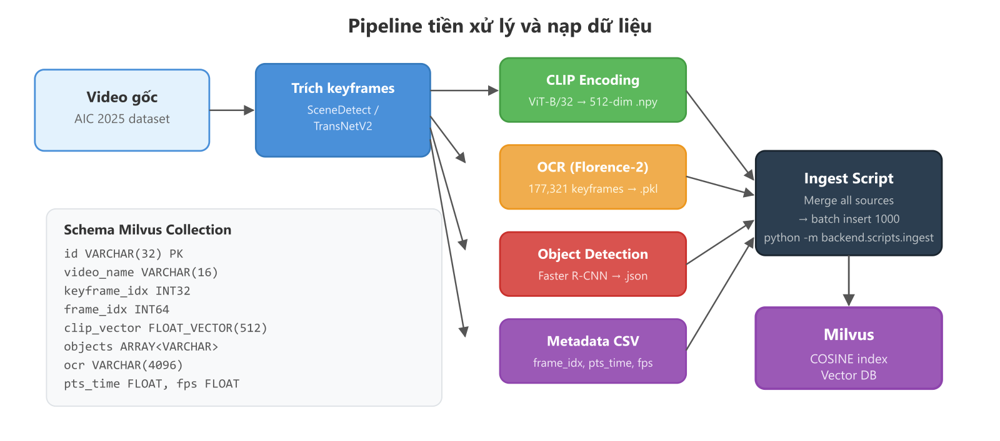 Pipeline tiền xử lý và nạp dữ liệu
Video gốc
AIC 2025 dataset
Trích keyframes
SceneDetect /
TransNetV2
CLIP Encoding
ViT-B/32 → 512-dim .npy
OCR (Florence-2)
177,321 keyframes → .pkl
Object Detection
Faster R-CNN → .json
Metadata CSV
frame_idx, pts_time, fps
Ingest Script
Merge all sources
→ batch insert 1000
python -m backend.scripts.ingest
Milvus
COSINE index
Vector DB
Schema Milvus Collection
id VARCHAR(32) PK
video_name VARCHAR(16)
keyframe_idx INT32
frame_idx INT64
clip_vector FLOAT_VECTOR(512)
objects ARRAY<VARCHAR>
ocr VARCHAR(4096)
pts_time FLOAT, fps FLOAT